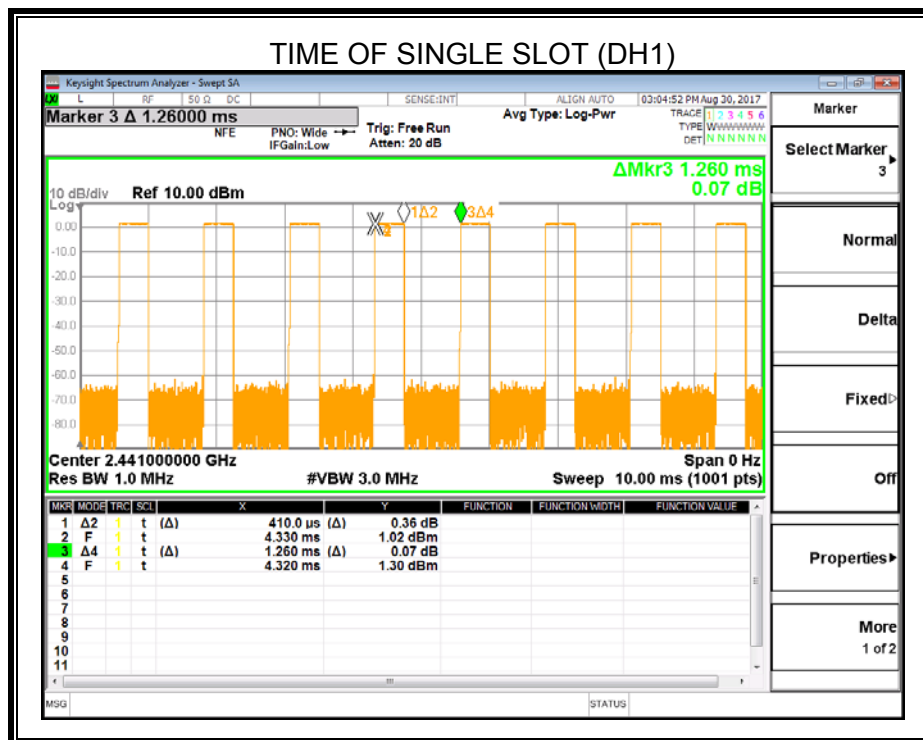 TIME OF SINGLE SLOT (DH1)
Keysight Spectrum Analyzer - Swept SA
L RF 50 Ω DC SENSE:INT ALIGN AUTO 03:04:52 PM Aug 30, 2017
Marker 3 Δ 1.26000 ms
NFE
PNO: Wide
IFGain:Low
Trig: Free Run
Atten: 20 dB
Avg Type: Log-Pwr
TRACE 1 2 3 4 5 6
TYPE WWWWWW
DET N N N N N N
ΔMkr3 1.260 ms
0.07 dB
10 dB/div Ref 10.00 dBm
Log
1Δ2 3Δ4
0.00
-10.0
-20.0
-30.0
-40.0
-50.0
-60.0
-70.0
-80.0
Center 2.441000000 GHz Span 0 Hz
Res BW 1.0 MHz #VBW 3.0 MHz Sweep 10.00 ms (1001 pts)
MKR MODE TRC SCL X Y FUNCTION FUNCTION WIDTH FUNCTION VALUE
1 Δ2 1 t (Δ) 410.0 µs (Δ) 0.36 dB
2 F 1 t 4.330 ms 1.02 dBm
3 Δ4 1 t (Δ) 1.260 ms (Δ) 0.07 dB
4 F 1 t 4.320 ms 1.30 dBm
5
6
7
8
9
10
11
MSG STATUS
Marker
Select Marker
3
Normal
Delta
Fixed
Off
Properties
More
1 of 2